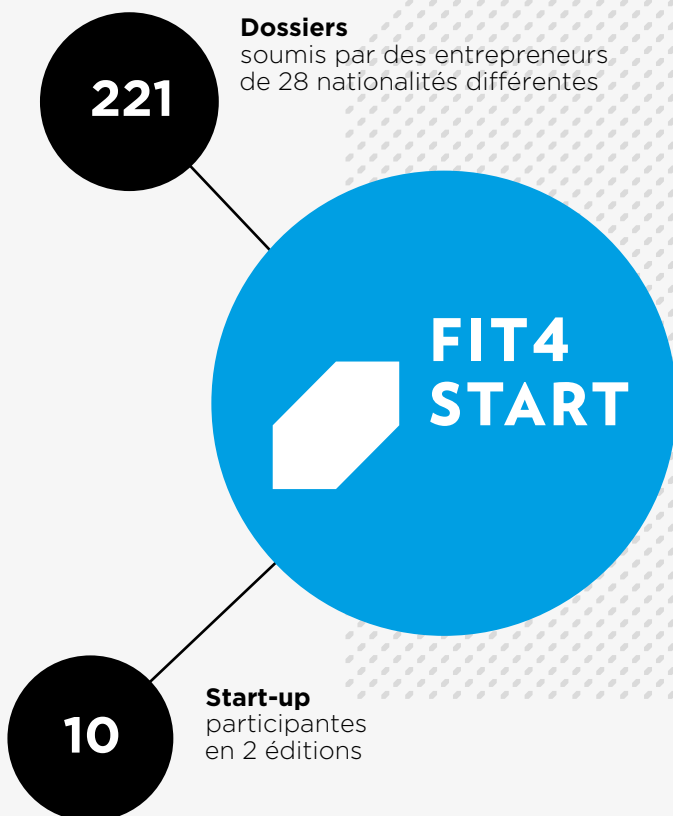 Dossiers
soumis par des entrepreneurs
de 28 nationalités différentes
221
FIT4
START
Start-up
participantes
en 2 éditions
10